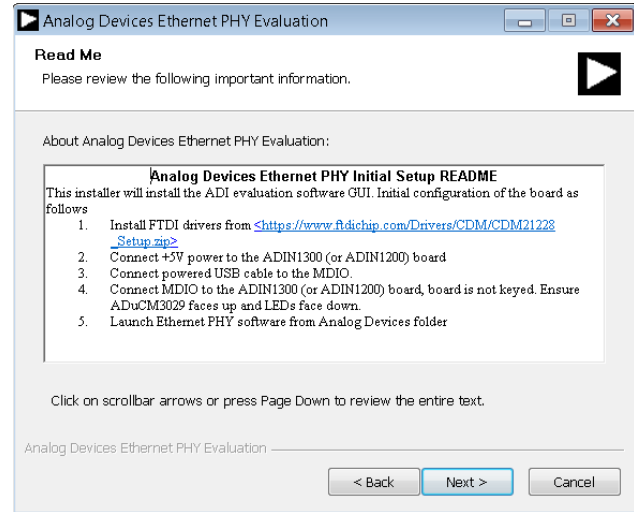 Analog Devices Ethernet PHY Evaluation
Read Me
Please review the following important information.
About Analog Devices Ethernet PHY Evaluation:
Analog Devices Ethernet PHY Initial Setup README
This installer will install the ADI evaluation software GUI. Initial configuration of the board as
follows
1. Install FTDI drivers from <https://www.ftdichip.com/Drivers/CDM/CDM21228
_Setup.zip>
2. Connect +5V power to the ADIN1300 (or ADIN1200) board
3. Connect powered USB cable to the MDIO.
4. Connect MDIO to the ADIN1300 (or ADIN1200) board, board is not keyed. Ensure
ADuCM3029 faces up and LEDs face down.
5. Launch Ethernet PHY software from Analog Devices folder
Click on scrollbar arrows or press Page Down to review the entire text.
Analog Devices Ethernet PHY Evaluation
< Back Next > Cancel